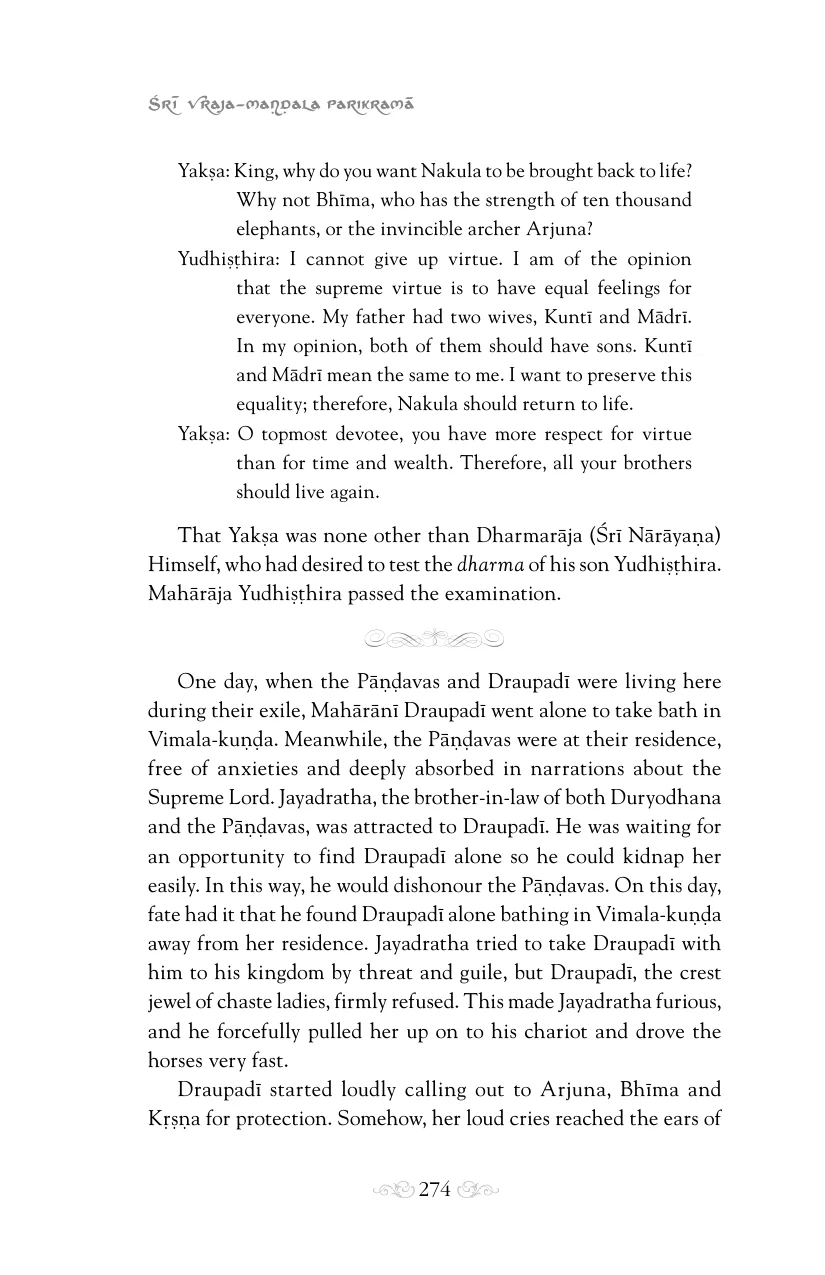 Śrī Vraja-maṇḍala Parikramā
Yakṣa: King, why do you want Nakula to be brought back to life?
Why not Bhīma, who has the strength of ten thousand
elephants, or the invincible archer Arjuna?
Yudhiṣṭhira: I cannot give up virtue. I am of the opinion
that the supreme virtue is to have equal feelings for
everyone. My father had two wives, Kuntī and Mādrī.
In my opinion, both of them should have sons. Kuntī
and Mādrī mean the same to me. I want to preserve this
equality; therefore, Nakula should return to life.
Yakṣa: O topmost devotee, you have more respect for virtue
than for time and wealth. Therefore, all your brothers
should live again.
That Yakṣa was none other than Dharmarāja (Śrī Nārāyaṇa)
Himself, who had desired to test the dharma of his son Yudhiṣṭhira.
Mahārāja Yudhiṣṭhira passed the examination.
One day, when the Pāṇḍavas and Draupadī were living here
during their exile, Mahārānī Draupadī went alone to take bath in
Vimala-kuṇḍa. Meanwhile, the Pāṇḍavas were at their residence,
free of anxieties and deeply absorbed in narrations about the
Supreme Lord. Jayadratha, the brother-in-law of both Duryodhana
and the Pāṇḍavas, was attracted to Draupadī. He was waiting for
an opportunity to find Draupadī alone so he could kidnap her
easily. In this way, he would dishonour the Pāṇḍavas. On this day,
fate had it that he found Draupadī alone bathing in Vimala-kuṇḍa
away from her residence. Jayadratha tried to take Draupadī with
him to his kingdom by threat and guile, but Draupadī, the crest
jewel of chaste ladies, firmly refused. This made Jayadratha furious,
and he forcefully pulled her up on to his chariot and drove the
horses very fast.
Draupadī started loudly calling out to Arjuna, Bhīma and
Kṛṣṇa for protection. Somehow, her loud cries reached the ears of
274